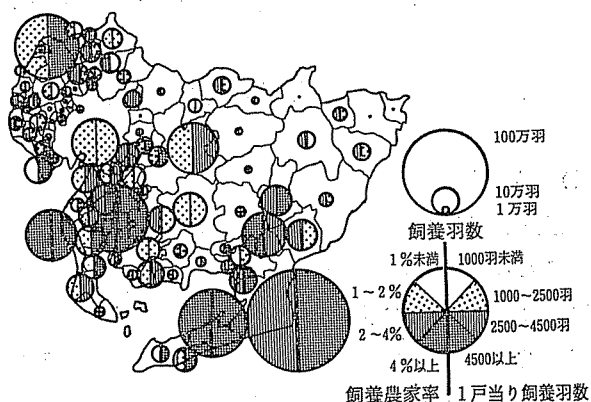 100万羽
10万羽
1万羽
飼養羽数
1%未満 1000羽未満
1~2% 1000~2500羽
2~4% 2500~4500羽
4%以上 4500以上
飼養農家率 1戸当り飼養羽数